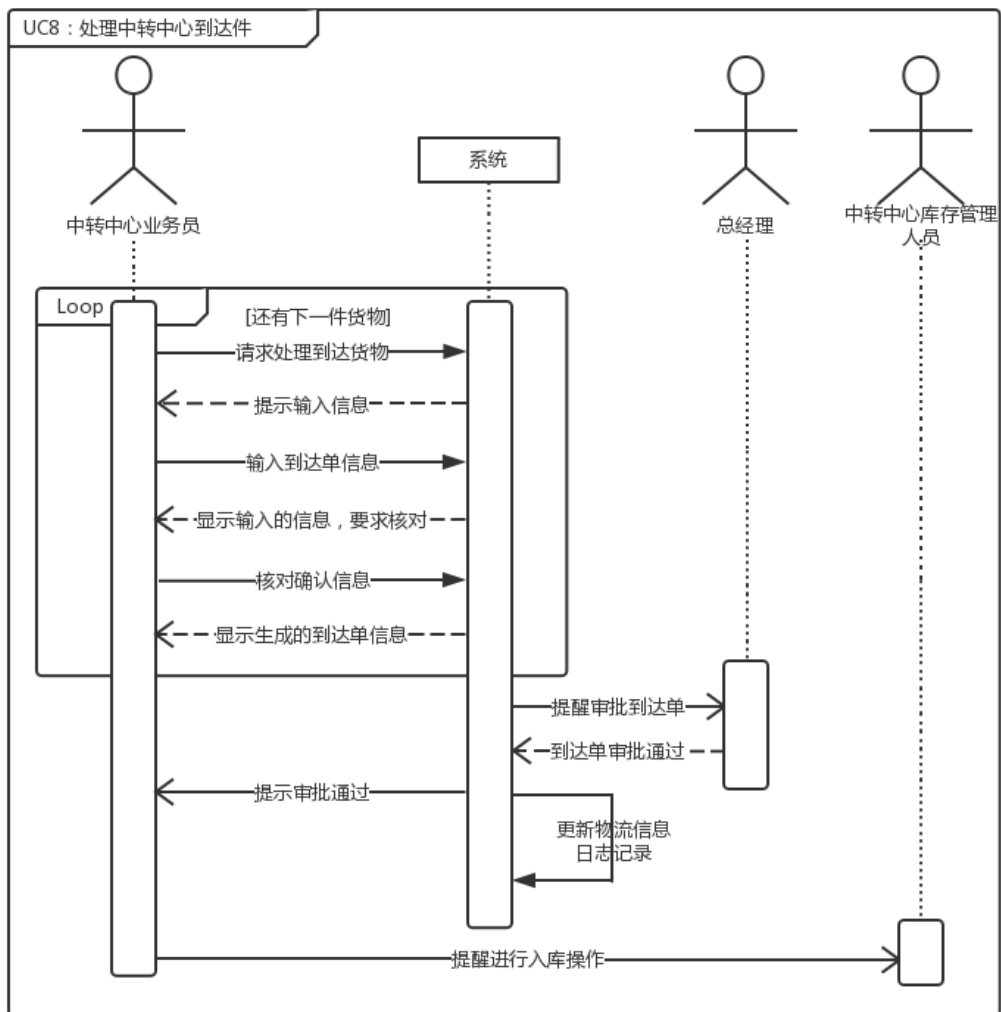 UC8：处理中转中心到达件
系统
中转中心业务员
总经理
中转中心库存管理
人员
Loop
[还有下一件货物]
请求处理到达货物
提示输入信息
输入到达单信息
显示输入的信息，要求核对
核对确认信息
显示生成的到达单信息
提醒审批到达单
到达单审批通过
提示审批通过
更新物流信息
日志记录
提醒进行入库操作